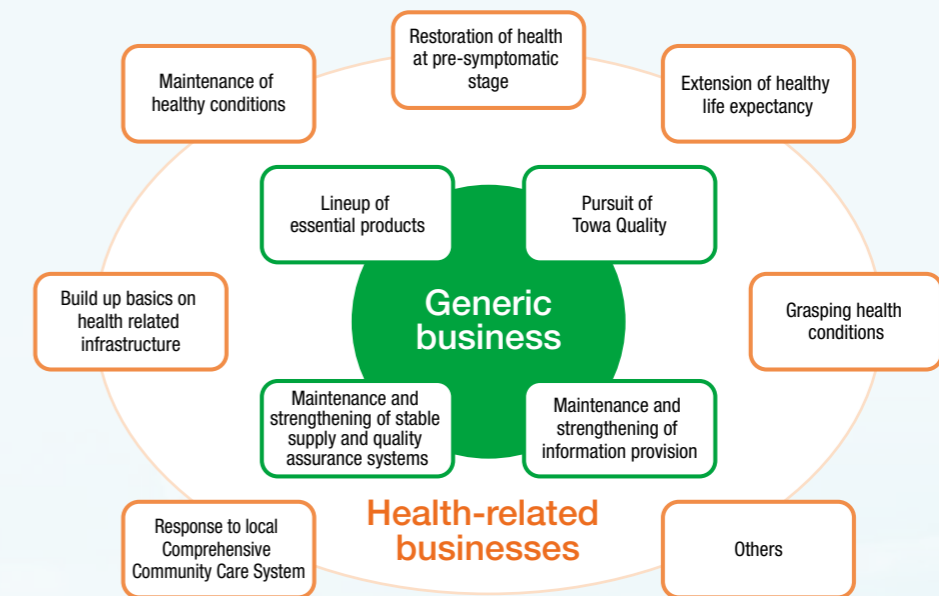 Restoration of health
at pre-symptomatic
stage
Maintenance of
healthy conditions
Extension of healthy
life expectancy
Lineup of
essential products
Pursuit of
Towa Quality
Build up basics on
health related
infrastructure
Generic
business
Grasping health
conditions
Maintenance and
strengthening of stable
supply and quality
assurance systems
Maintenance and
strengthening of
information provision
Response to local
Comprehensive
Community Care System
Health-related
businesses
Others